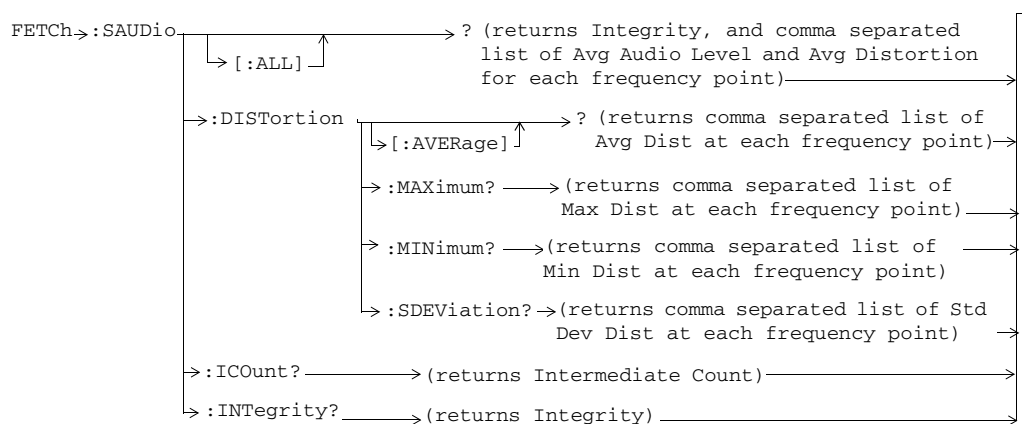 FETCh :SAUDio ? (returns Integrity, and comma separated
list of Avg Audio Level and Avg Distortion
[:ALL]
for each frequency point)
:DISTortion ? (returns comma separated list of
[:AVERage] Avg Dist at each frequency point)
:MAXimum? (returns comma separated list of
Max Dist at each frequency point)
:MINimum? (returns comma separated list of
Min Dist at each frequency point)
:SDEViation? (returns comma separated list of Std
Dev Dist at each frequency point)
:ICOunt? (returns Intermediate Count)
:INTegrity? (returns Integrity)